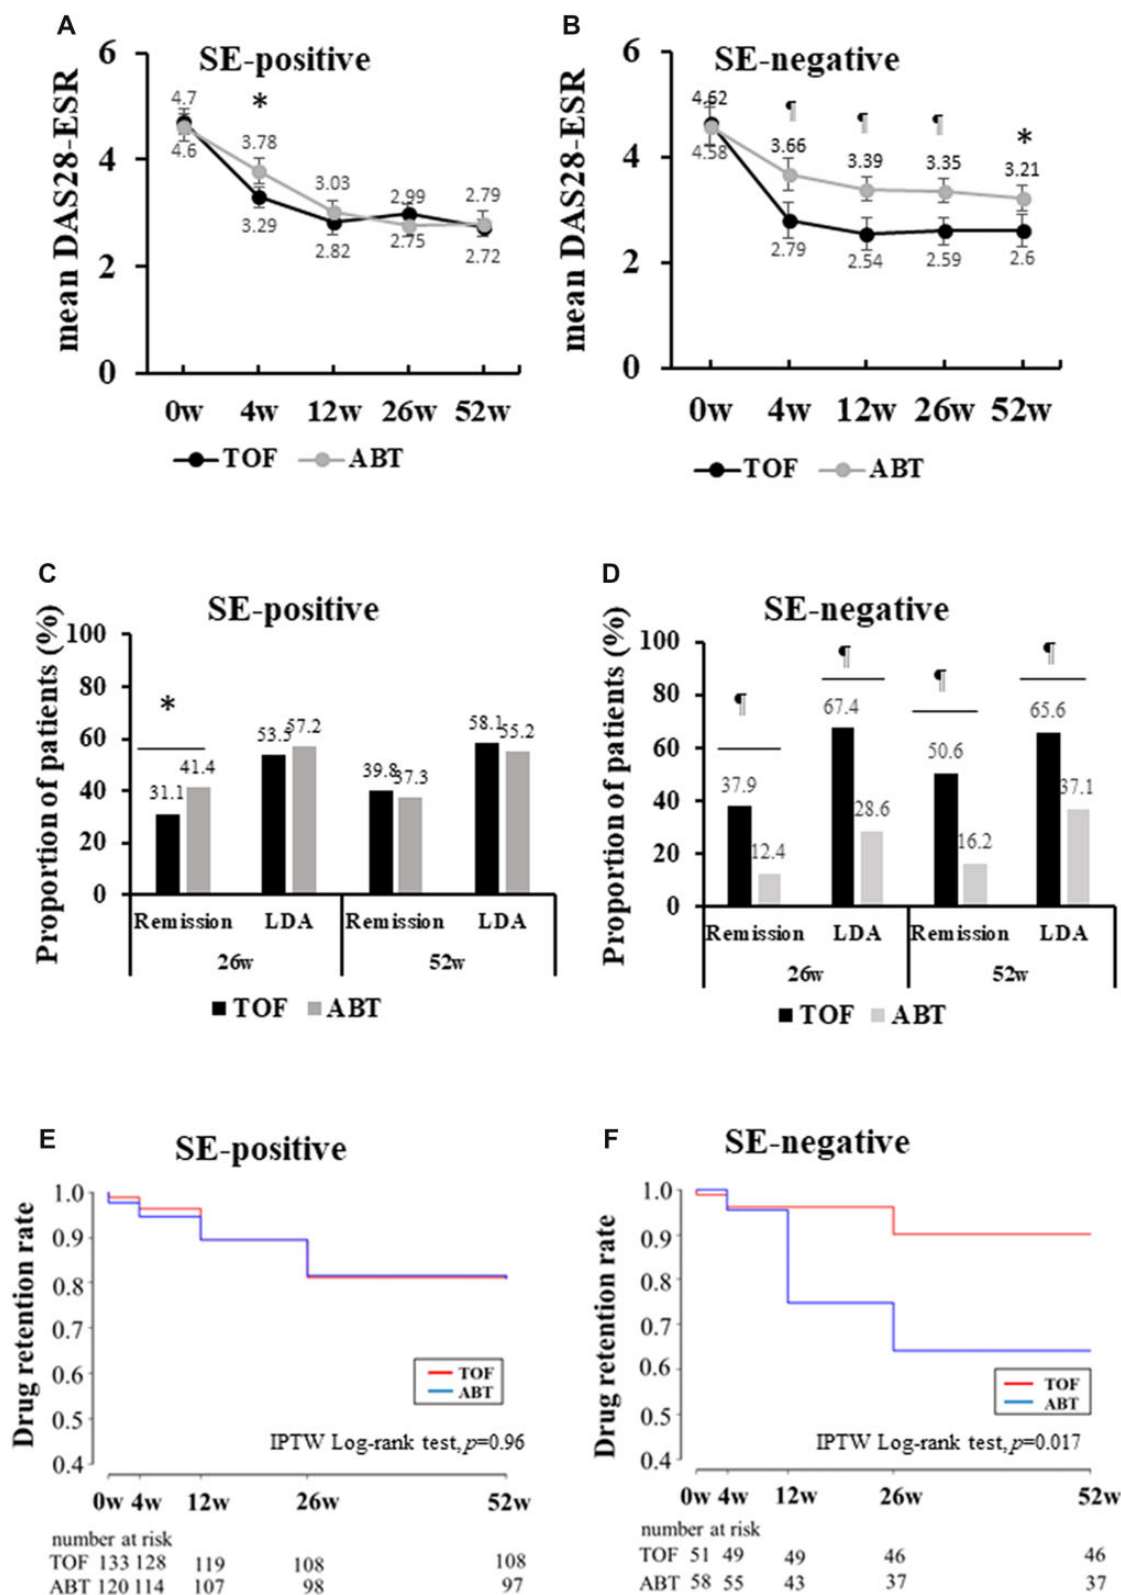 A
SE-positive
mean DAS28-ESR
6
4
2
0
4.7
4.6
*
3.78
3.29
3.03
2.82
2.99
2.75
2.79
2.72
0w 4w 12w 26w 52w
TOF ABT
B
SE-negative
mean DAS28-ESR
6
4
2
0
4.62
4.58
¶ ¶ ¶ *
3.66
2.79
3.39
2.54
3.35
2.59
3.21
2.6
0w 4w 12w 26w 52w
TOF ABT
C
SE-positive
Proportion of patients (%)
100
80
60
40
20
0
*
31.1 41.4
57.2
39.8 37.3
58.1 55.2
Remission LDA Remission LDA
26w 52w
TOF ABT
D
SE-negative
Proportion of patients (%)
100
80
60
40
20
0
¶ ¶ ¶ ¶
37.9 12.4
67.4 28.6
50.6 16.2
65.6 37.1
Remission LDA Remission LDA
26w 52w
TOF ABT
E
SE-positive
Drug retention rate
1.0
0.9
0.8
0.7
0.6
0.5
0.4
TOF
ABT
IPTW Log-rank test, p=0.96
0w 4w 12w 26w 52w
number at risk
TOF 133 128 119 108 108
ABT 120 114 107 98 97
F
SE-negative
Drug retention rate
1.0
0.9
0.8
0.7
0.6
0.5
0.4
TOF
ABT
IPTW Log-rank test, p=0.017
0w 4w 12w 26w 52w
number at risk
TOF 51 49 49 46 46
ABT 58 55 43 37 37